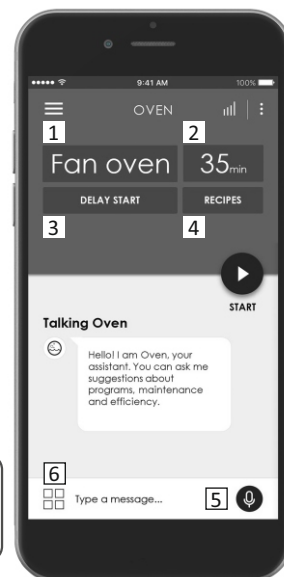 9:41 AM 100%
OVEN
1 2
Fan oven 35min
DELAY START RECIPES
3 4
START
Talking Oven
Hello! I am Oven, your
assistant. You can ask me
suggestions about
programs, maintenance
and efficiency.
6
Type a message... 5